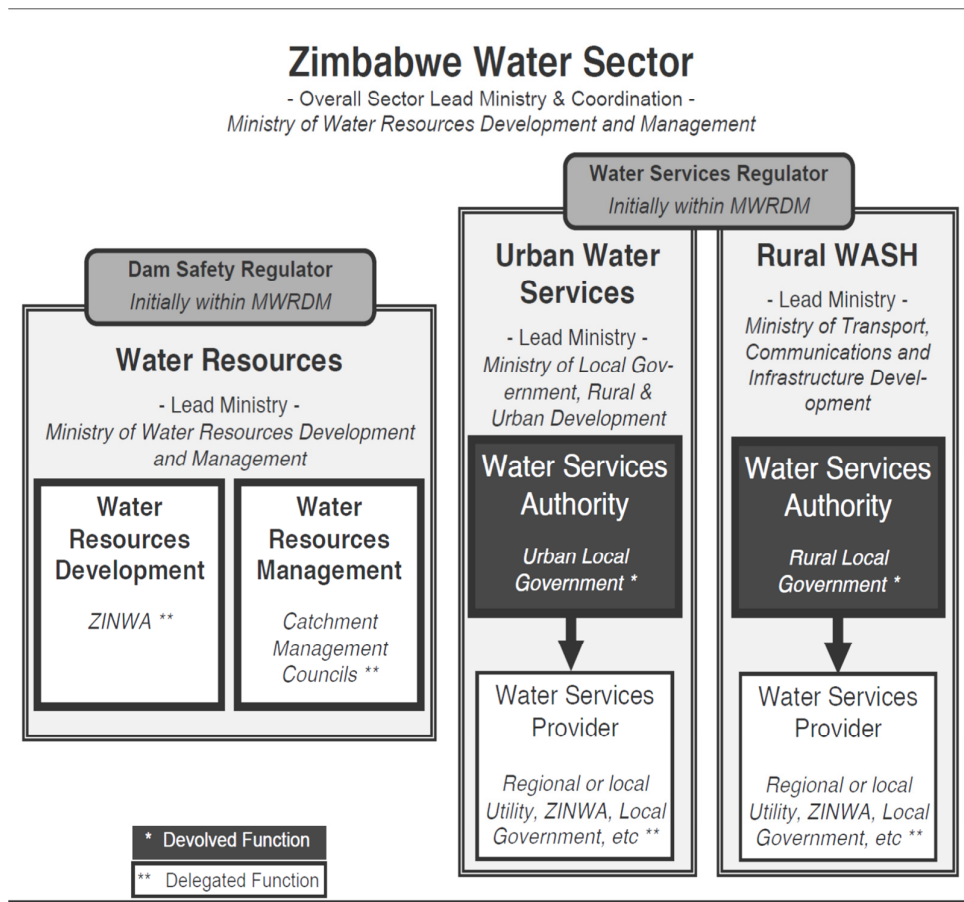 Zimbabwe Water Sector
- Overall Sector Lead Ministry & Coordination -
Ministry of Water Resources Development and Management
Dam Safety Regulator
Initially within MWRDM
Water Resources
- Lead Ministry -
Ministry of Water Resources Development
and Management
Water
Resources
Development
ZINWA **
Water
Resources
Management
Catchment
Management
Councils **
Water Services Regulator
Initially within MWRDM
Urban Water
Services
- Lead Ministry -
Ministry of Local Gov-
ernment, Rural &
Urban Development
Water Services
Authority
Urban Local
Government *
Water Services
Provider
Regional or local
Utility, ZINWA, Local
Government, etc **
Rural WASH
- Lead Ministry -
Ministry of Transport,
Communications and
Infrastructure Devel-
opment
Water Services
Authority
Rural Local
Government *
Water Services
Provider
Regional or local
Utility, ZINWA, Local
Government, etc **
* Devolved Function
** Delegated Function